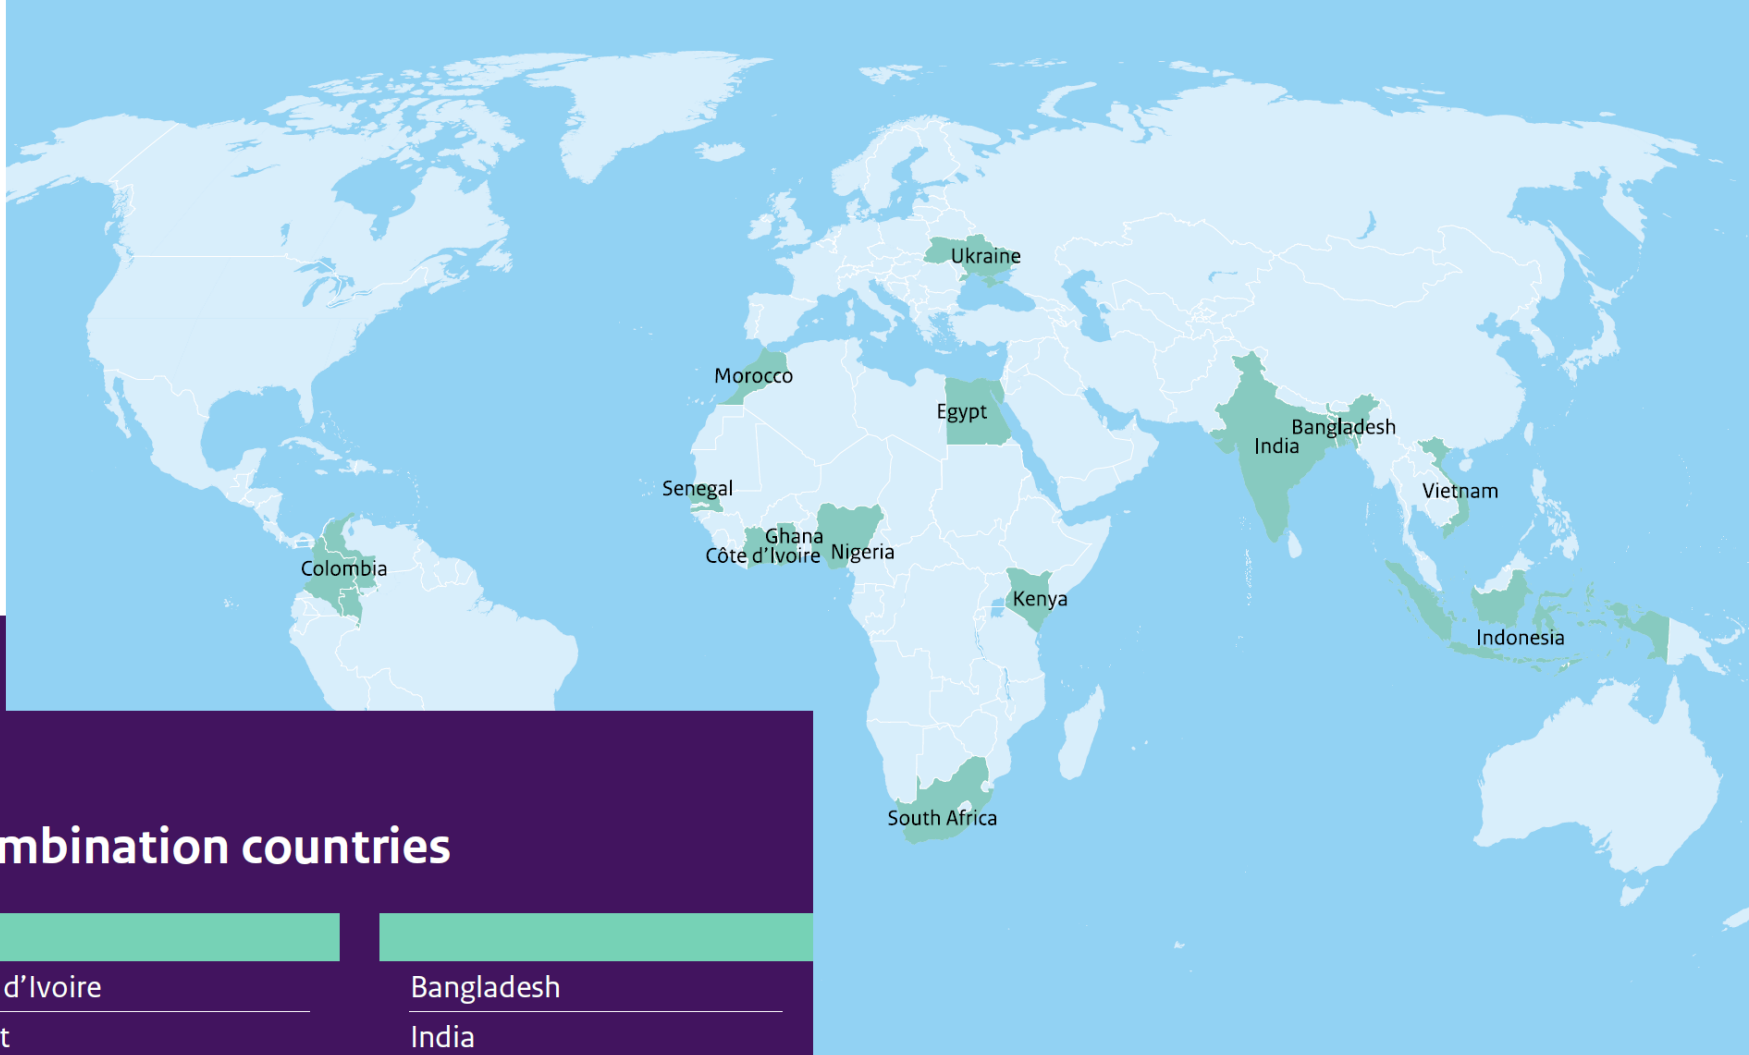 Ukraine
Morocco
Egypt
Bangladesh
India
Senegal
Vietnam
Ghana
Côte d'Ivoire
Nigeria
Colombia
Kenya
Indonesia
South Africa
mbination countries
d'Ivoire
Bangladesh
t
India